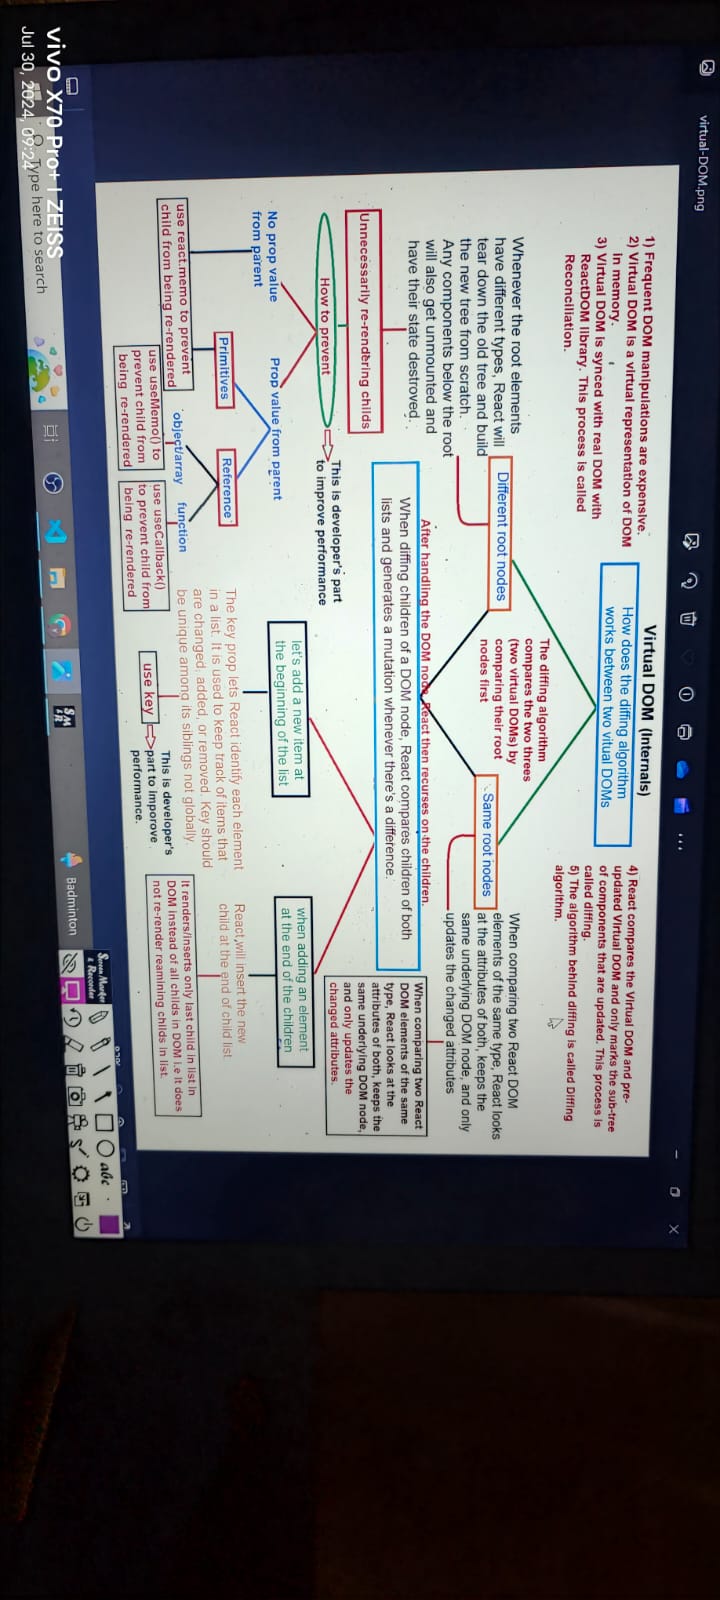 virtual-DOM.png
Virtual DOM (Internals)
1) Frequent DOM manipulations are expensive.
2) Virtual DOM is a virtual representation of DOM
in memory.
3) Virtual DOM is synced with real DOM with
ReactDOM library. This process is called
Reconciliation.
How does the diffing algorithm
works between two vitual DOMs
4) React compares the Virtual DOM and pre-
updated Virtual DOM and only marks the sub-tree
of components that are updated. This process is
called diffing.
5) The algorithm behind diffing is called Diffing
algorithm.
The diffing algorithm
compares the two threes
(two virtual DOMs) by
comparing their root
nodes first
Whenever the root elements
have different types, React will
tear down the old tree and build
the new tree from scratch.
Any components below the root
will also get unmounted and
have their state destroved.
Different root nodes
Same root nodes
When comparing two React DOM
elements of the same type, React looks
at the attributes of both, keeps the
same underlying DOM node, and only
updates the changed attributes
After handling the DOM node, React then recurses on the children.
When diffing children of a DOM node, React compares children of both
lists and generates a mutation whenever there's a difference.
When comparing two React
DOM elements of the same
type, React looks at the
attributes of both, keeps the
same underlying DOM node,
and only updates the
changed attributes.
Unnecessarily re-rendering childs
How to prevent
This is developer's part
to improve performance
No prop value
from parent
Prop value from parent
Primitives
Reference
use react.memo to prevent
child from being re-rendered
object/array
function
use useMemo() to
prevent child from
being re-rendered
use useCallback()
to prevent child from
being re-rendered
let's add a new item at
the beginning of the list
when adding an element
at the end of the children
The key prop lets React identify each element
in a list. It is used to keep track of items that
are changed, added, or removed. Key should
be unique among its siblings not globally.
use key
This is developer's
part to imporove
performance.
React will insert the new
child at the end of child list.
It renders/inserts only last child in list in
DOM instead of all childs in DOM i.e It does
not re-render reamining childs in list.
Screen Marker
& Recorder
abc
Type here to search
SM
&R
Badminton
vivo X70 Pro+ | ZEISS
Jul 30, 2024, 09:24